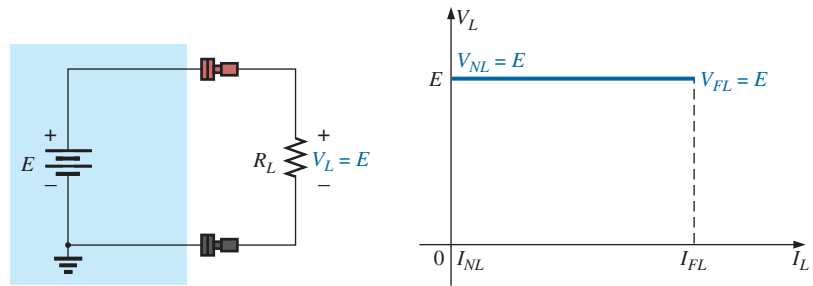 +
E
−
+
R_L V_L = E
−
V_L
V_NL = E
E
V_FL = E
0 I_NL I_FL I_L